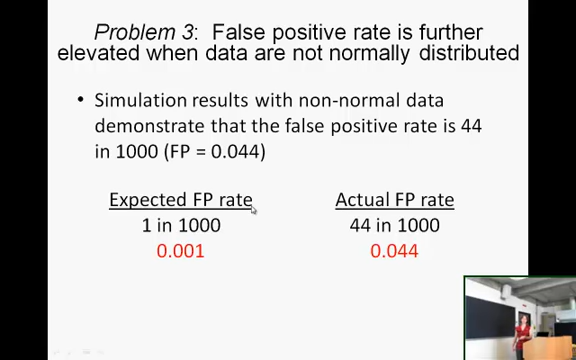 Problem 3: False positive rate is further
elevated when data are not normally distributed
• Simulation results with non-normal data
demonstrate that the false positive rate is 44
in 1000 (FP = 0.044)
Expected FP rate Actual FP rate
1 in 1000 44 in 1000
0.001 0.044